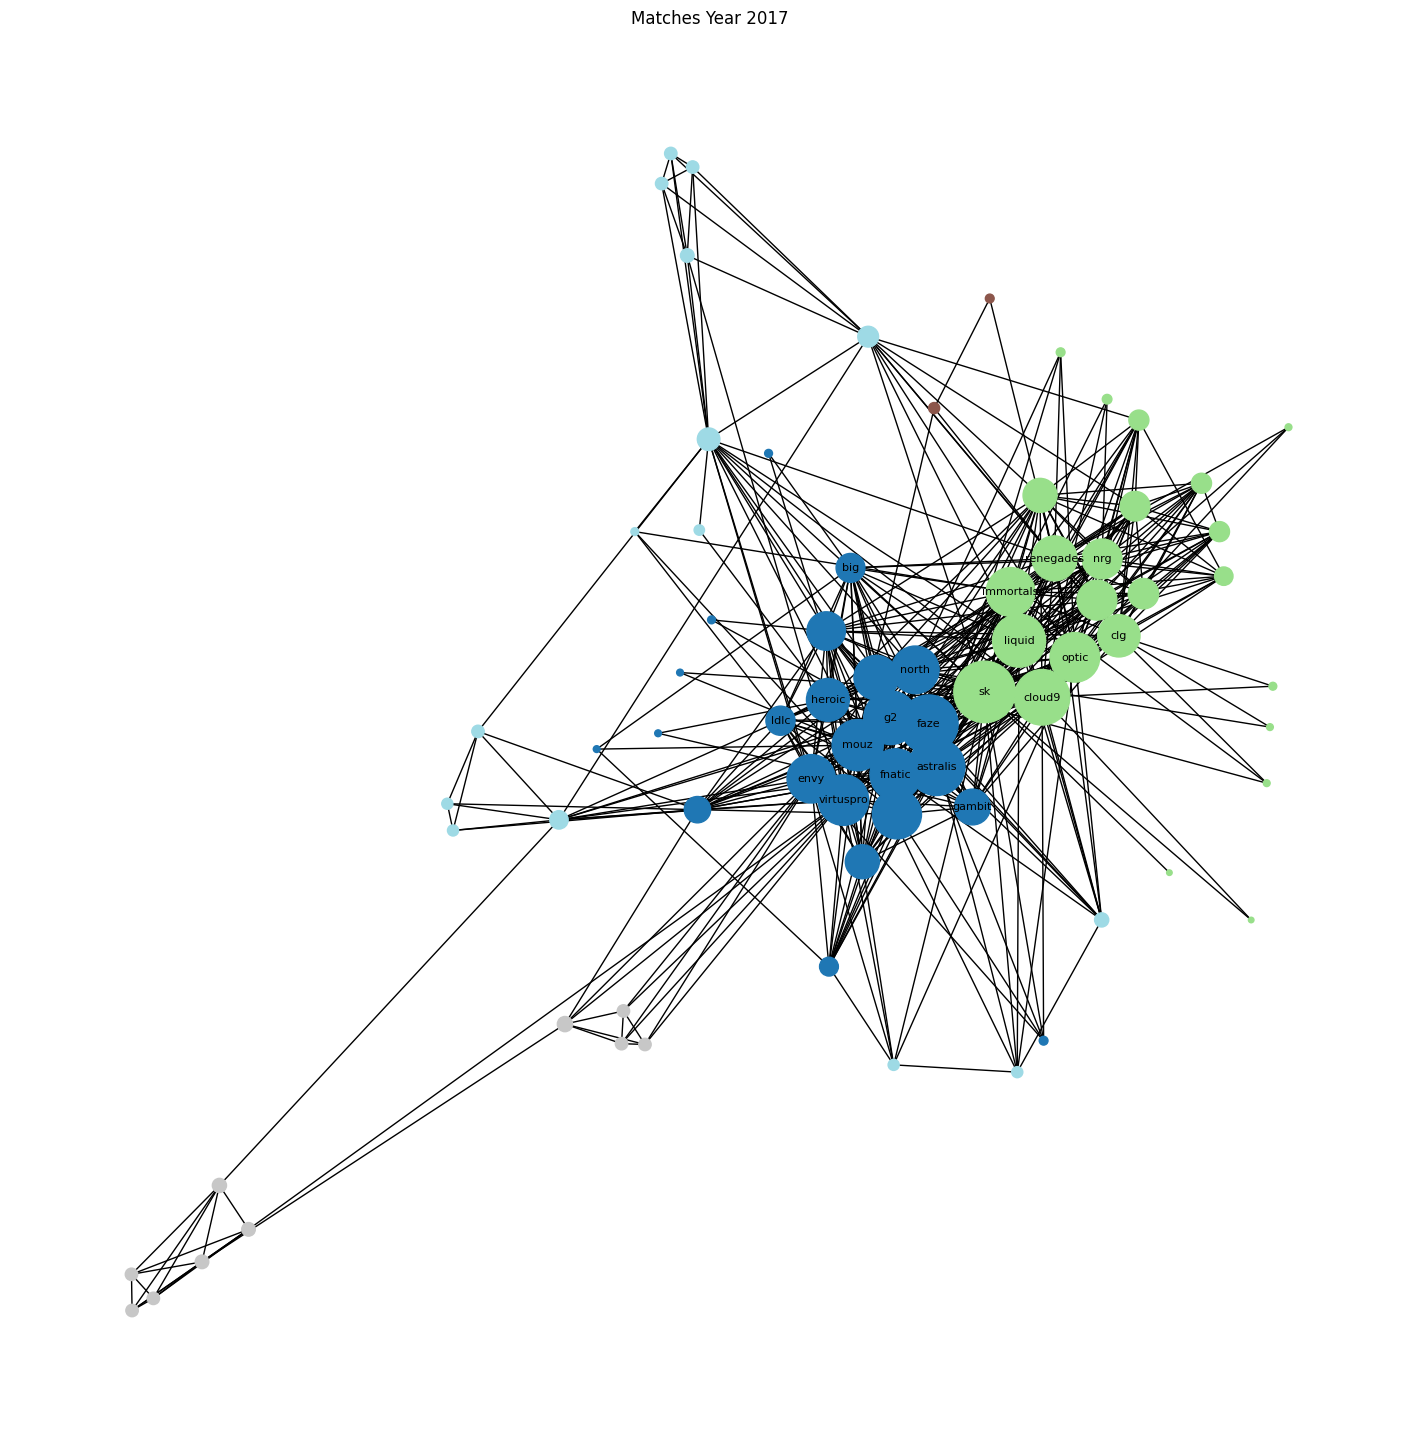 Matches Year 2017
renegades
nrg
big
immortals
clg
liquid
optic
north
sk
cloud9
heroic
g2
ldlc
faze
mouz
astralis
fnatic
envy
virtuspro
gambit